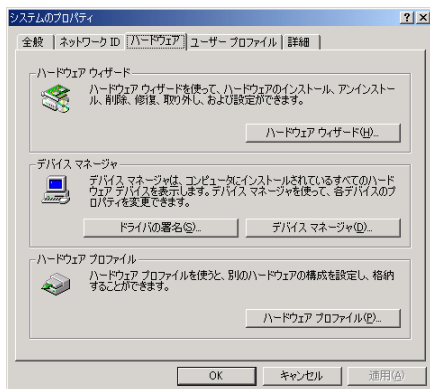 システムのプロパティ
全般
ネットワーク ID
ハードウェア
ユーザー プロファイル
詳細
ハードウェア ウィザード
ハードウェア ウィザードを使って、ハードウェアのインストール、アンインストー
ル、削除、修復、取り外し、および設定ができます。
ハードウェア ウィザード(H)...
デバイス マネージャ
デバイス マネージャは、コンピュータにインストールされているすべてのハード
ウェア デバイスを表示します。デバイス マネージャを使って、各デバイスのプ
ロパティを変更できます。
ドライバの署名(S)...
デバイス マネージャ(D)...
ハードウェア プロファイル
ハードウェア プロファイルを使うと、別のハードウェアの構成を設定し、格納
することができます。
ハードウェア プロファイル(P)...
OK
キャンセル
適用(A)